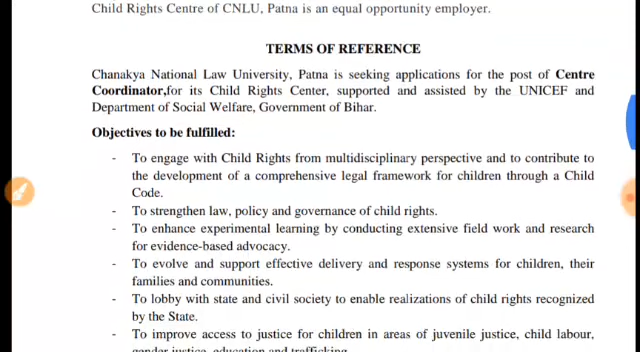 Child Rights Centre of CNLU, Patna is an equal opportunity employer.
TERMS OF REFERENCE
Chanakya National Law University, Patna is seeking applications for the post of Centre
Coordinator,for its Child Rights Center, supported and assisted by the UNICEF and
Department of Social Welfare, Government of Bihar.
Objectives to be fulfilled:
- To engage with Child Rights from multidisciplinary perspective and to contribute to
the development of a comprehensive legal framework for children through a Child
Code.
- To strengthen law, policy and governance of child rights.
- To enhance experimental learning by conducting extensive field work and research
for evidence-based advocacy.
- To evolve and support effective delivery and response systems for children, their
families and communities.
- To lobby with state and civil society to enable realizations of child rights recognized
by the State.
- To improve access to justice for children in areas of juvenile justice, child labour,
gender justice, education and trafficking.